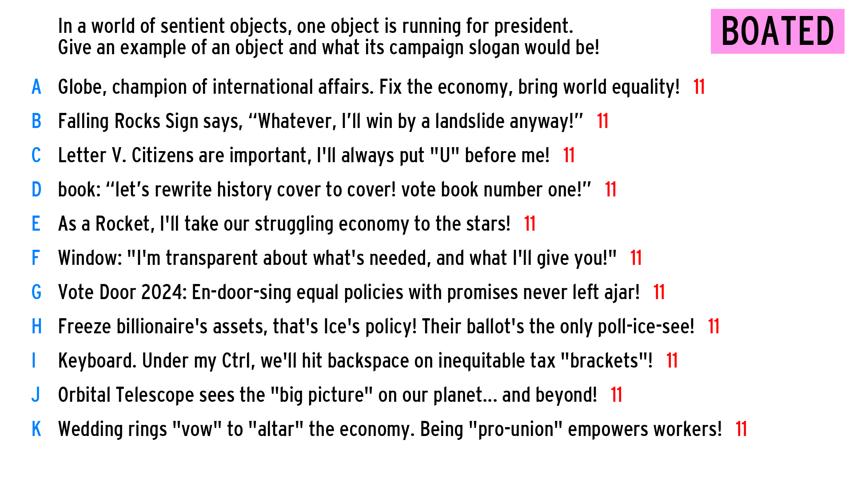 In a world of sentient objects, one object is running for president.
Give an example of an object and what its campaign slogan would be!
BOATED
A Globe, champion of international affairs. Fix the economy, bring world equality! 11
B Falling Rocks Sign says, “Whatever, I’ll win by a landslide anyway!” 11
C Letter V. Citizens are important, I'll always put "U" before me! 11
D book: “let’s rewrite history cover to cover! vote book number one!” 11
E As a Rocket, I'll take our struggling economy to the stars! 11
F Window: "I'm transparent about what's needed, and what I'll give you!" 11
G Vote Door 2024: En-door-sing equal policies with promises never left ajar! 11
H Freeze billionaire's assets, that's Ice's policy! Their ballot's the only poll-ice-see! 11
I Keyboard. Under my Ctrl, we'll hit backspace on inequitable tax "brackets"! 11
J Orbital Telescope sees the "big picture" on our planet... and beyond! 11
K Wedding rings "vow" to "altar" the economy. Being "pro-union" empowers workers! 11